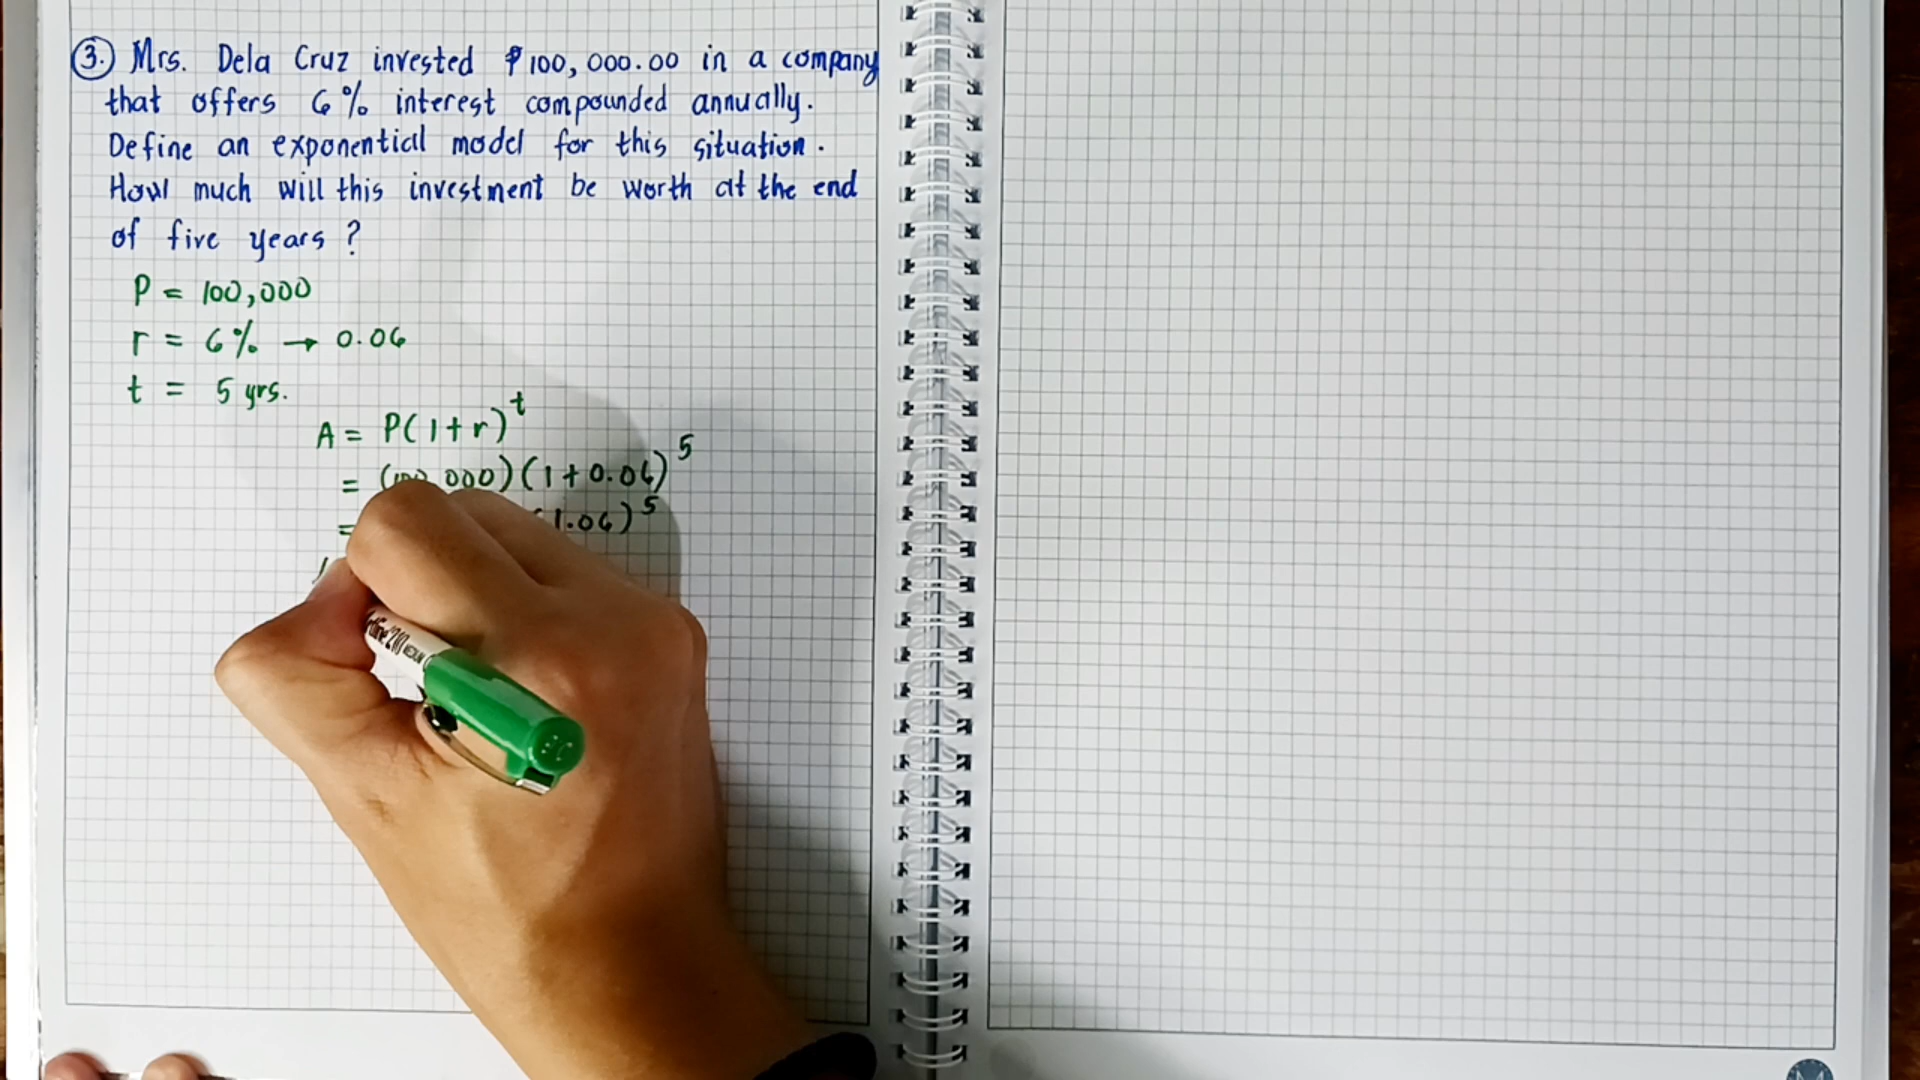 3. Mrs. Dela Cruz invested ₱100,000.00 in a company
that offers 6% interest compounded annually.
Define an exponential model for this situation.
How much will this investment be worth at the end
of five years?
P = 100,000
r = 6% → 0.06
t = 5 yrs.
A = P(1+r)^t
= (100,000)(1+0.06)^5
= (1.06)^5